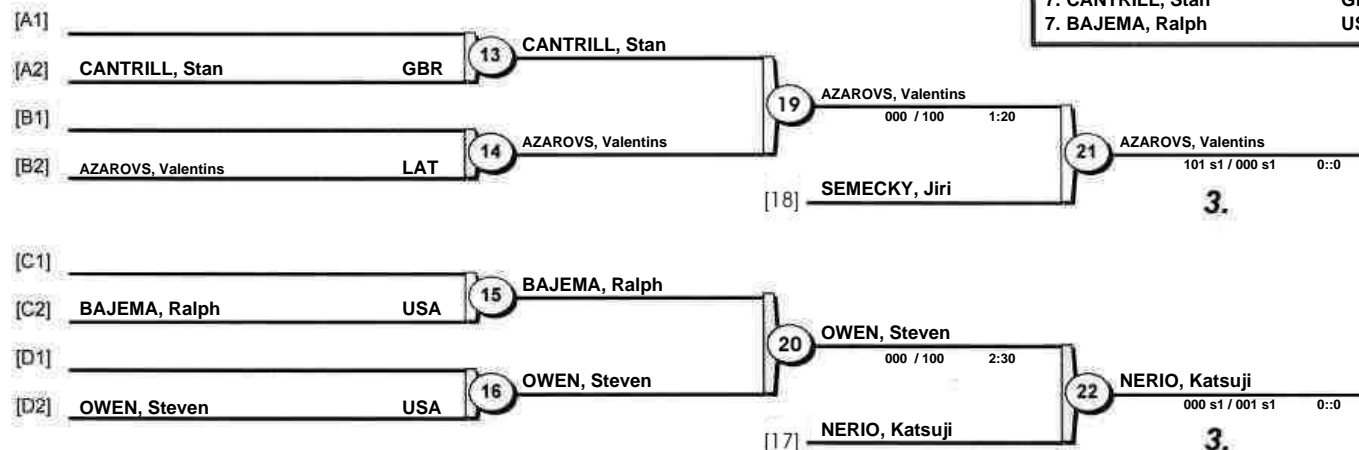 7. CANTRILL, Stan
7. BAJEMA, Ralph
[A1]
[A2] CANTRILL, Stan GBR
13 CANTRILL, Stan
[B1]
[B2] AZAROVS, Valentins LAT
14 AZAROVS, Valentins
19 AZAROVS, Valentins
000 / 100 1:20
[18] SEMECKY, Jiri
21 AZAROVS, Valentins
101 s1 / 000 s1 0::0
3.
[C1]
[C2] BAJEMA, Ralph USA
15 BAJEMA, Ralph
[D1]
[D2] OWEN, Steven USA
16 OWEN, Steven
20 OWEN, Steven
000 / 100 2:30
[17] NERIO, Katsuji
22 NERIO, Katsuji
000 s1 / 001 s1 0::0
3.